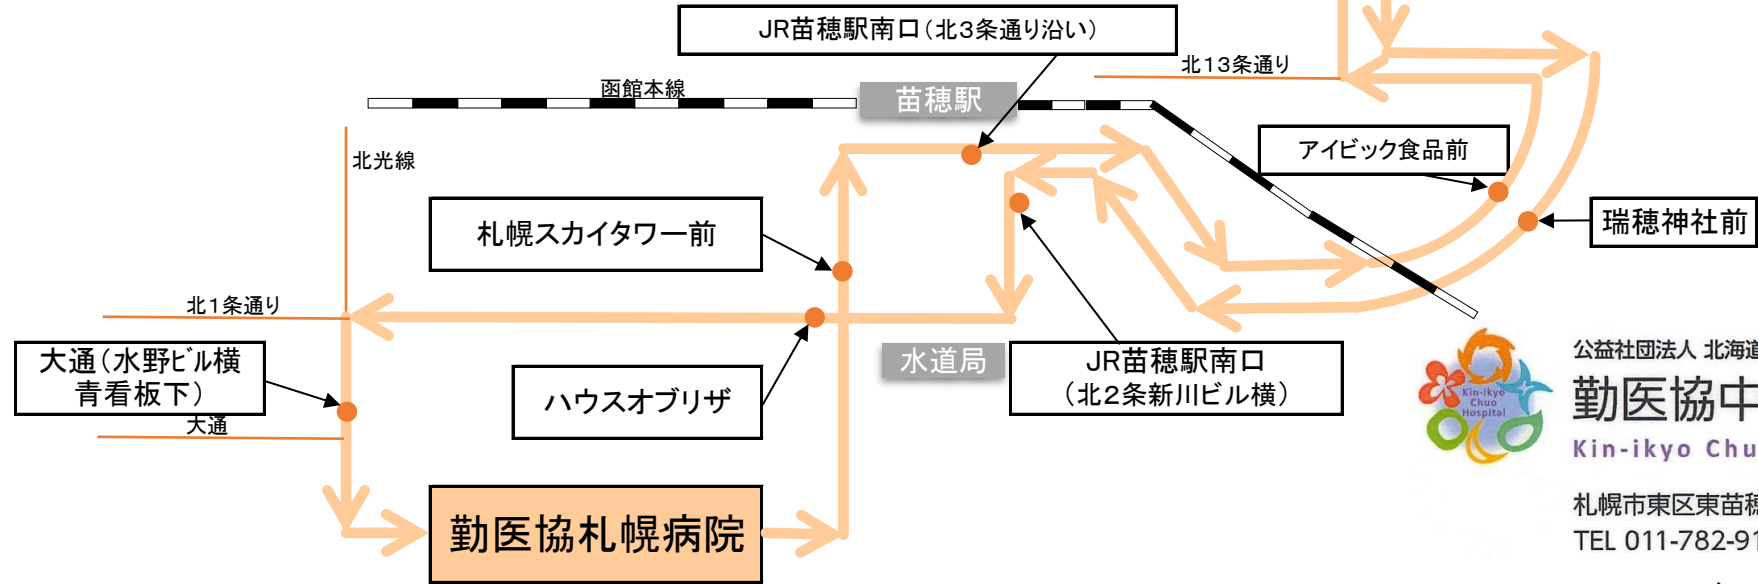 JR苗穂駅南口(北3条通り沿い)
北13条通り
函館本線
苗穂駅
アイビック食品前
北光線
札幌スカイタワー前
瑞穂神社前
北1条通り
大通(水野ビル横
青看板下)
大通
ハウスオブリザ
水道局
JR苗穂駅南口
(北2条新川ビル横)
勤医協札幌病院
Kin-ikyo
Chuo
Hospital
公益社団法人 北海道
勤医協中
Kin-ikyo Chu
札幌市東区東苗穂
TEL 011-782-91